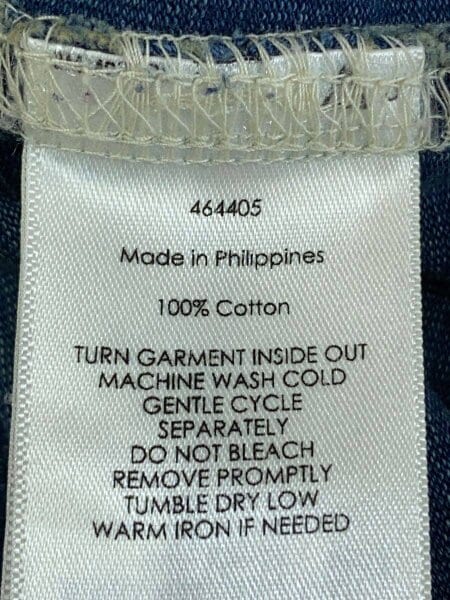 464405
Made in Philippines
100% Cotton
TURN GARMENT INSIDE OUT
MACHINE WASH COLD
GENTLE CYCLE
SEPARATELY
DO NOT BLEACH
REMOVE PROMPTLY
TUMBLE DRY LOW
WARM IRON IF NEEDED